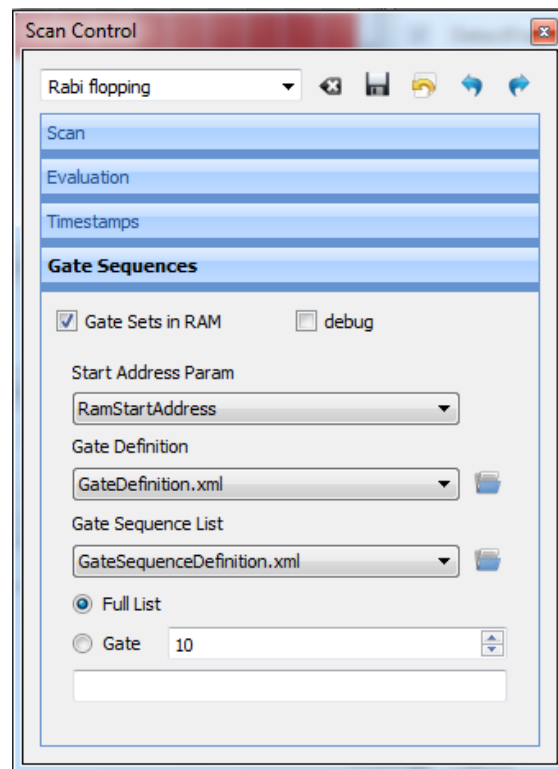 Scan Control
Rabi flopping
Scan
Evaluation
Timestamps
Gate Sequences
Gate Sets in RAM debug
Start Address Param
RamStartAddress
Gate Definition
GateDefinition.xml
Gate Sequence List
GateSequenceDefinition.xml
Full List
Gate 10